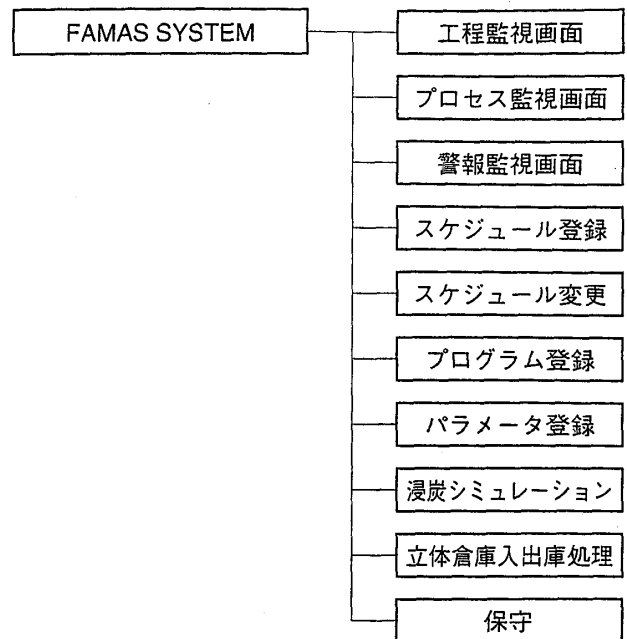 FAMAS SYSTEM
工程監視画面
プロセス監視画面
警報監視画面
スケジュール登録
スケジュール変更
プログラム登録
パラメータ登録
浸炭シミュレーション
立体倉庫入出庫処理
保守